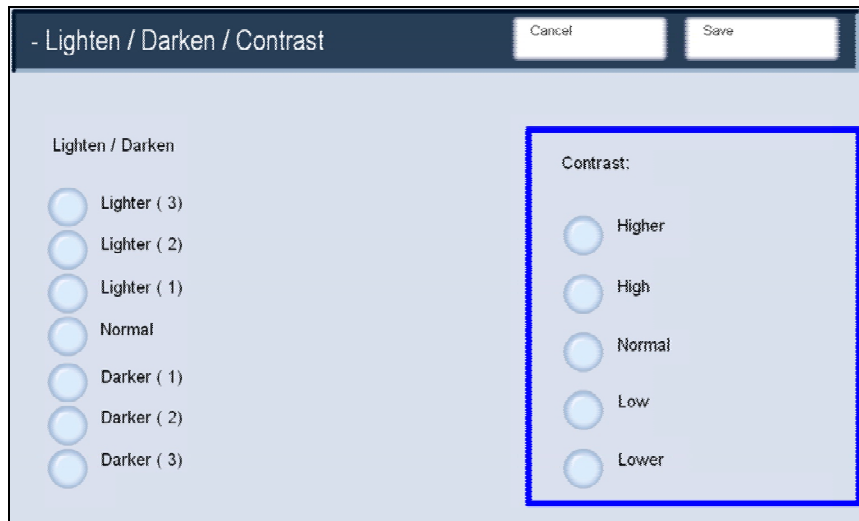 - Lighten / Darken / Contrast
Cancel
Save
Lighten / Darken
Lighter ( 3)
Lighter ( 2)
Lighter ( 1)
Normal
Darker ( 1)
Darker ( 2)
Darker ( 3)
Contrast:
Higher
High
Normal
Low
Lower